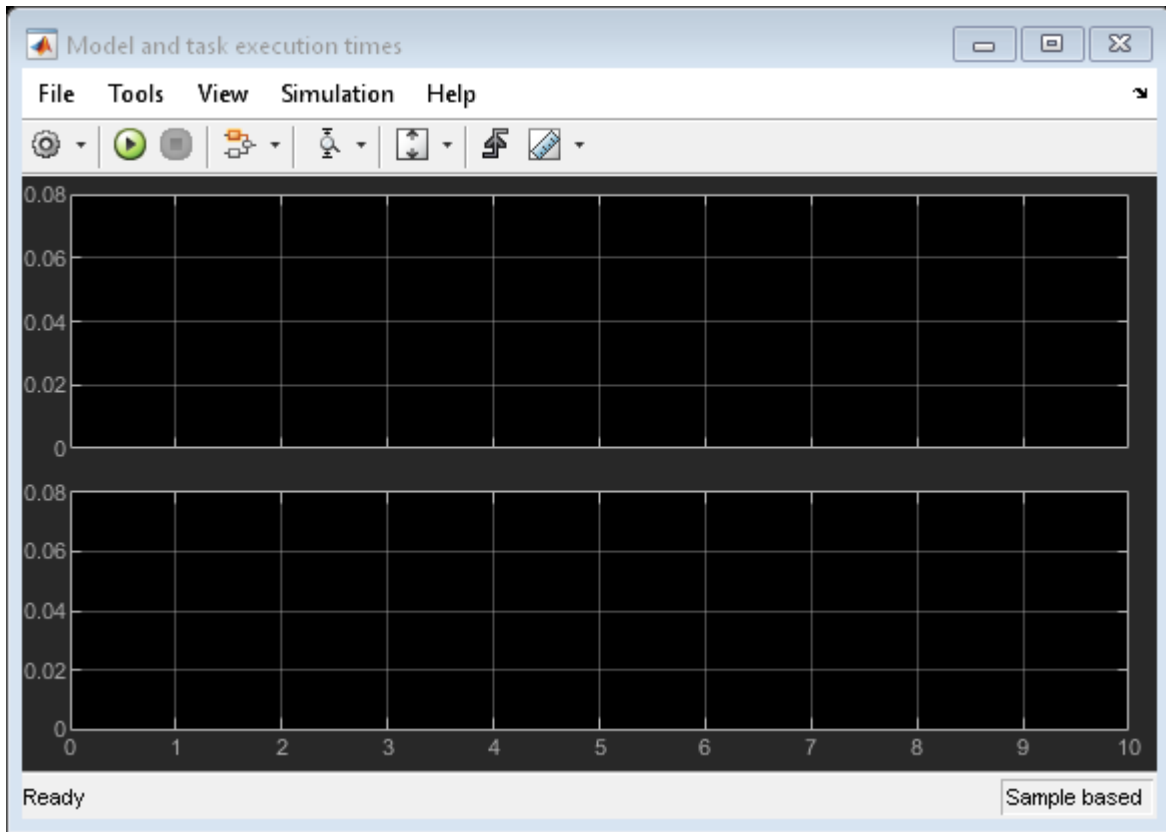 Model and task execution times
File Tools View Simulation Help
0.08
0.06
0.04
0.02
0
0.08
0.06
0.04
0.02
0
0 1 2 3 4 5 6 7 8 9 10
Ready Sample based